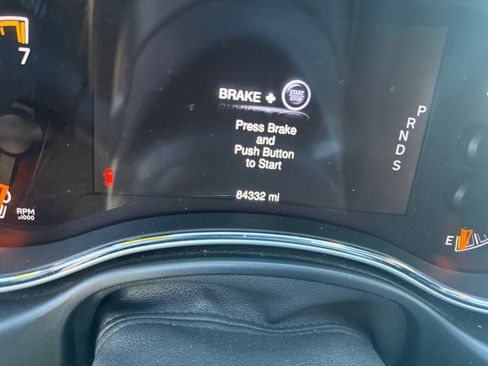 7
BRAKE + START
STOP
Press Brake
and
Push Button
to Start
84332 mi
P
R
N
D
S
RPM
x1000
E